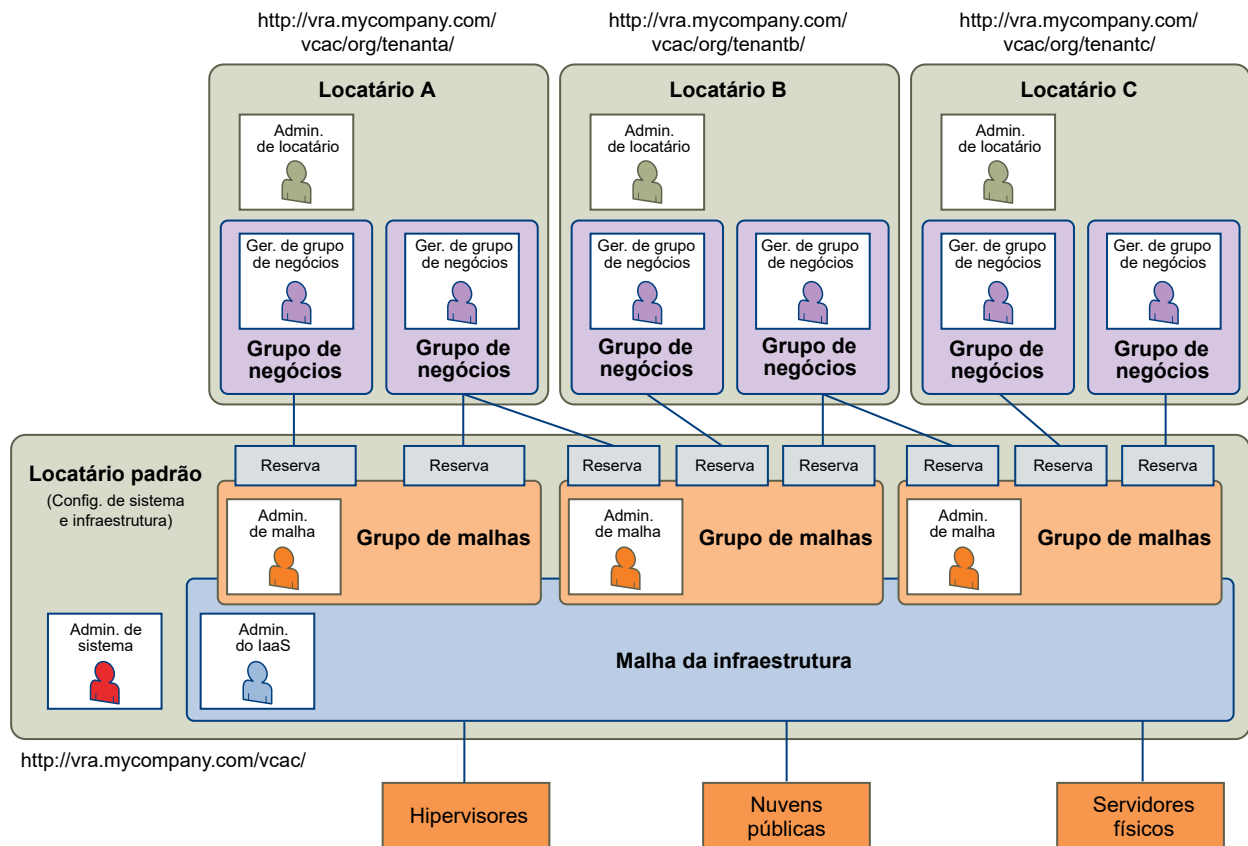 http://vra.mycompany.com/
vcac/org/tenanta/
http://vra.mycompany.com/
vcac/org/tenantb/
http://vra.mycompany.com/
vcac/org/tenantc/
Locatário A
Locatário B
Locatário C
Admin.
de locatário
Admin.
de locatário
Admin.
de locatário
Ger. de grupo
de negócios
Ger. de grupo
de negócios
Ger. de grupo
de negócios
Ger. de grupo
de negócios
Ger. de grupo
de negócios
Ger. de grupo
de negócios
Grupo de
negócios
Grupo de
negócios
Grupo de
negócios
Grupo de
negócios
Grupo de
negócios
Grupo de
negócios
Locatário padrão
(Config. de sistema
e infraestrutura)
Reserva
Reserva
Reserva
Reserva
Reserva
Reserva
Reserva
Reserva
Admin.
de malha
Grupo de malhas
Admin.
de malha
Grupo de malhas
Admin.
de malha
Grupo de malhas
Admin. de
sistema
Admin.
do IaaS
Malha da infraestrutura
http://vra.mycompany.com/vcac/
Hipervisores
Nuvens
públicas
Servidores
físicos